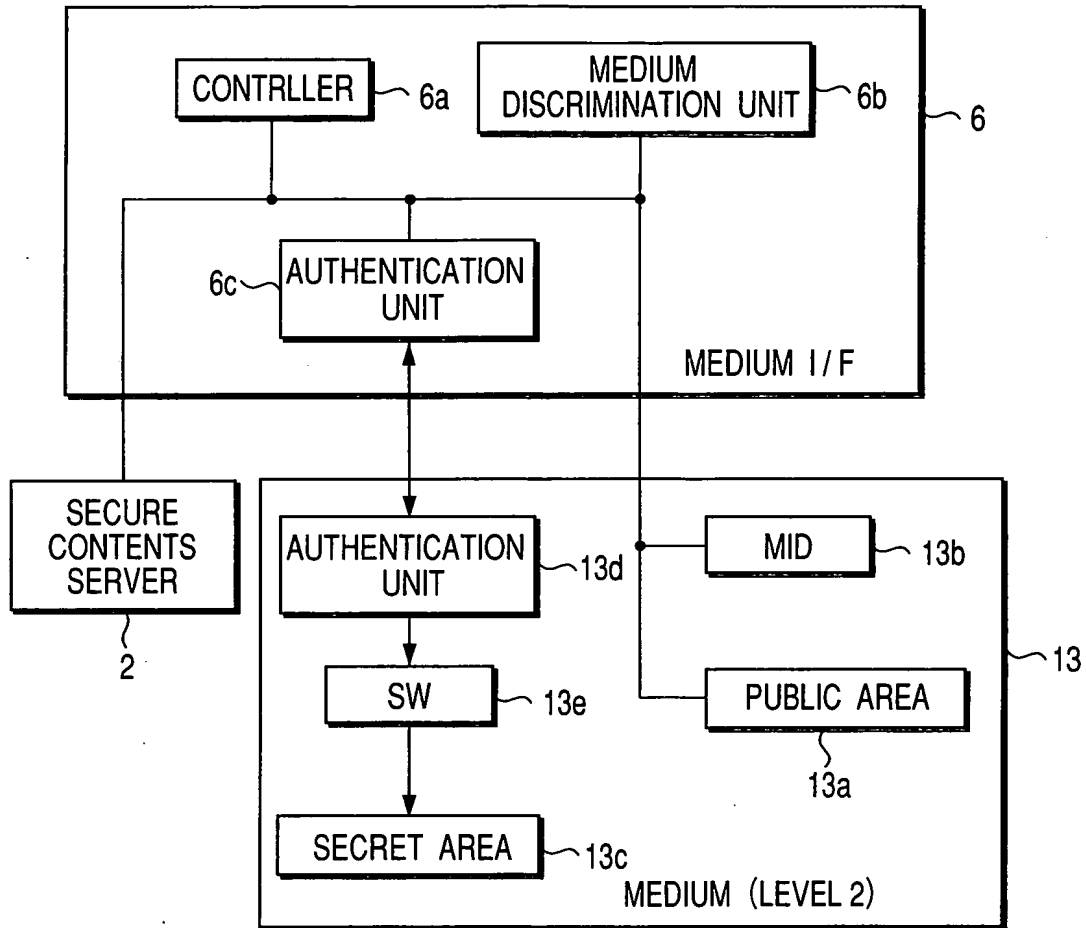 CONTRLLER
6a
MEDIUM
DISCRIMINATION UNIT
6b
6
6c
AUTHENTICATION
UNIT
MEDIUM I/F
SECURE
CONTENTS
SERVER
2
AUTHENTICATION
UNIT
13d
MID
13b
13
SW
13e
PUBLIC AREA
13a
SECRET AREA
13c
MEDIUM (LEVEL 2)